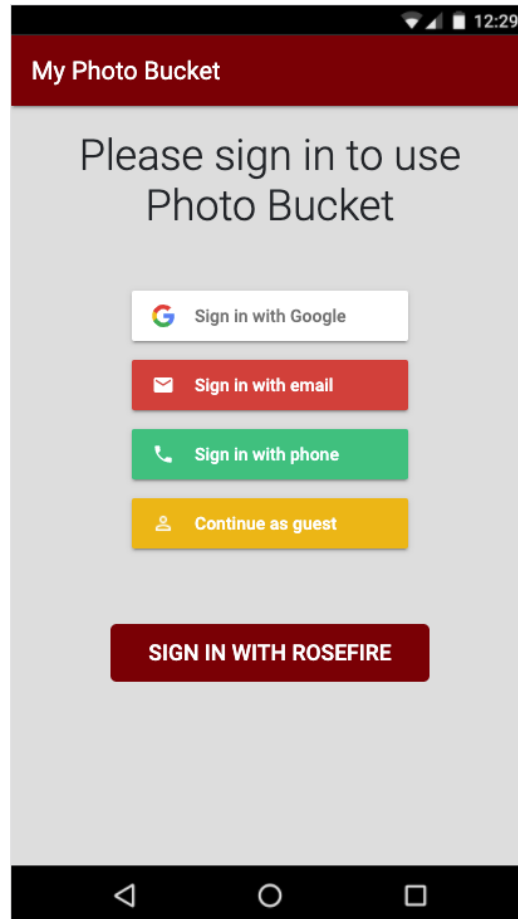 12:29
My Photo Bucket
Please sign in to use
Photo Bucket
Sign in with Google
Sign in with email
Sign in with phone
Continue as guest
SIGN IN WITH ROSEFIRE